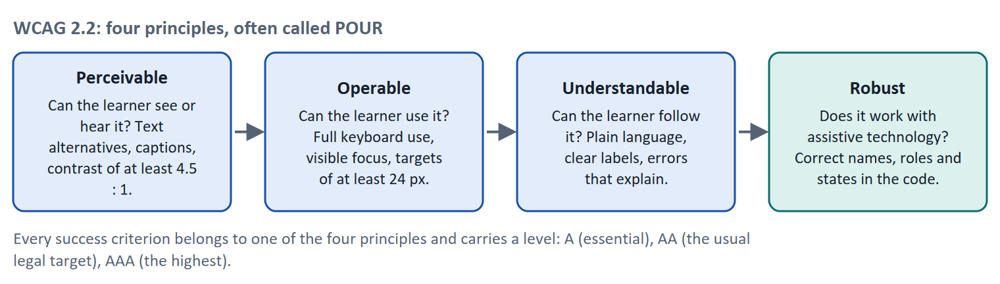 WCAG 2.2: four principles, often called POUR
Perceivable
Can the learner see or
hear it? Text
alternatives, captions,
contrast of at least 4.5
: 1.
Operable
Can the learner use it?
Full keyboard use,
visible focus, targets
of at least 24 px.
Understandable
Can the learner follow
it? Plain language,
clear labels, errors
that explain.
Robust
Does it work with
assistive technology?
Correct names, roles and
states in the code.
Every success criterion belongs to one of the four principles and carries a level: A (essential), AA (the usual
legal target), AAA (the highest).